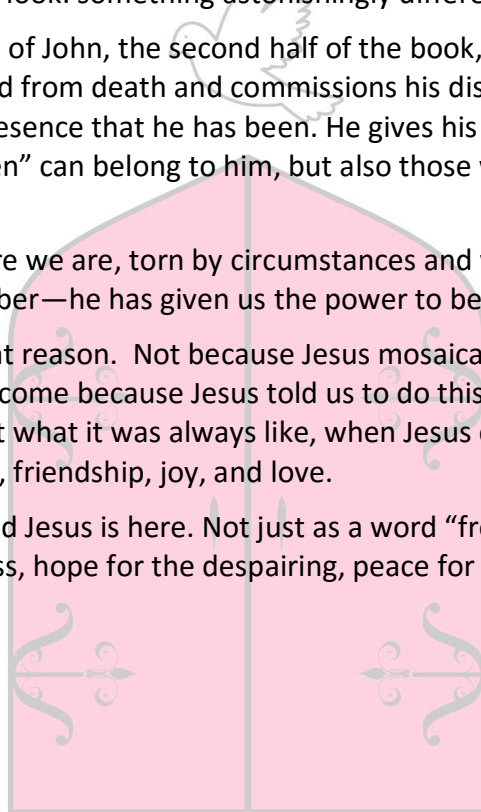 look: something astonishingly differe
of John, the second half of the book,
d from death and commissions his dis
esence that he has been. He gives his
en” can belong to him, but also those
re we are, torn by circumstances and
ber—he has given us the power to be
at reason.  Not because Jesus mosaica
come because Jesus told us to do this
t what it was always like, when Jesus
, friendship, joy, and love.
d Jesus is here. Not just as a word “fr
ss, hope for the despairing, peace for